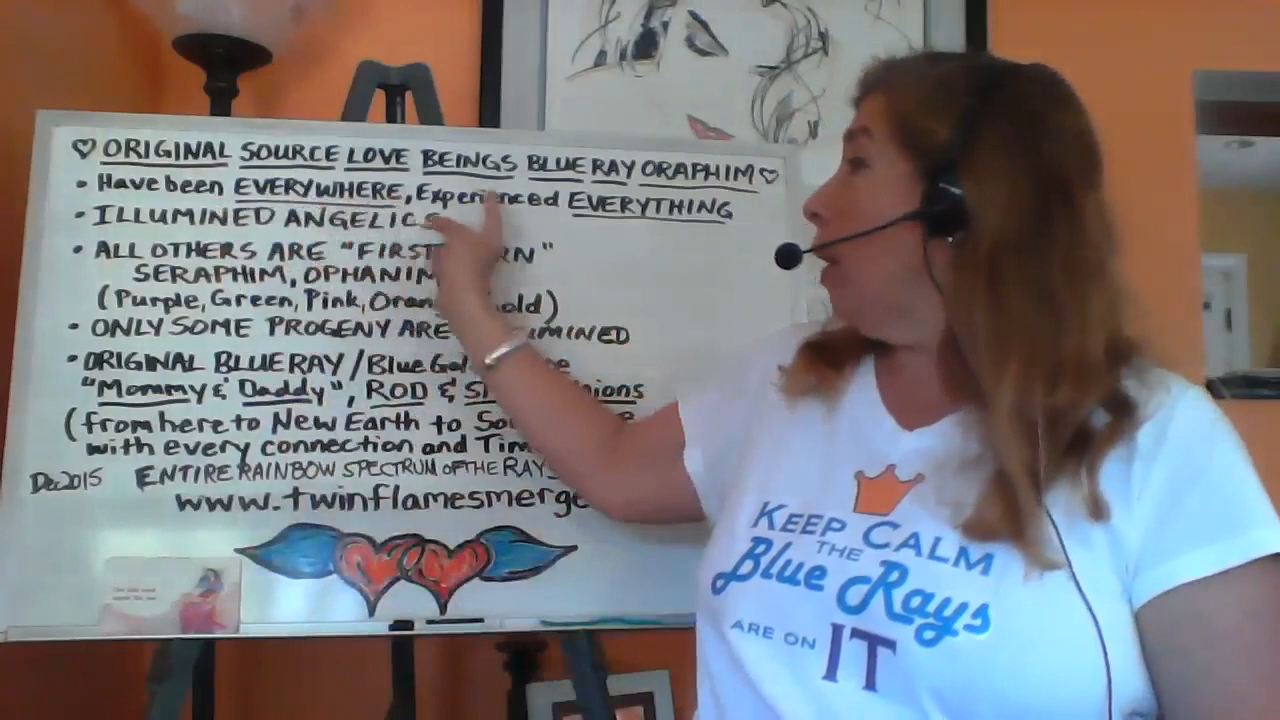 ♡ ORIGINAL SOURCE LOVE BEINGS BLUE RAY ORAPHIM ♡
• Have been EVERYWHERE, Experienced EVERYTHING
• ILLUMINED ANGELICS
• ALL OTHERS ARE "FIRST
SERAPHIM, OPHANIM
(Purple, Green, Pink,
• ONLY SOME PROGENY ARE
• ORIGINAL BLUE RAY / Blue
"Mommy & Daddy", ROD &
(from here to New Earth to
with every connection and
Dec 2015 ENTIRE RAINBOW SPECTRUM OF THE RAYS
www.twinflamesmerge
KEEP CALM
THE
Blue Rays
ARE ON IT